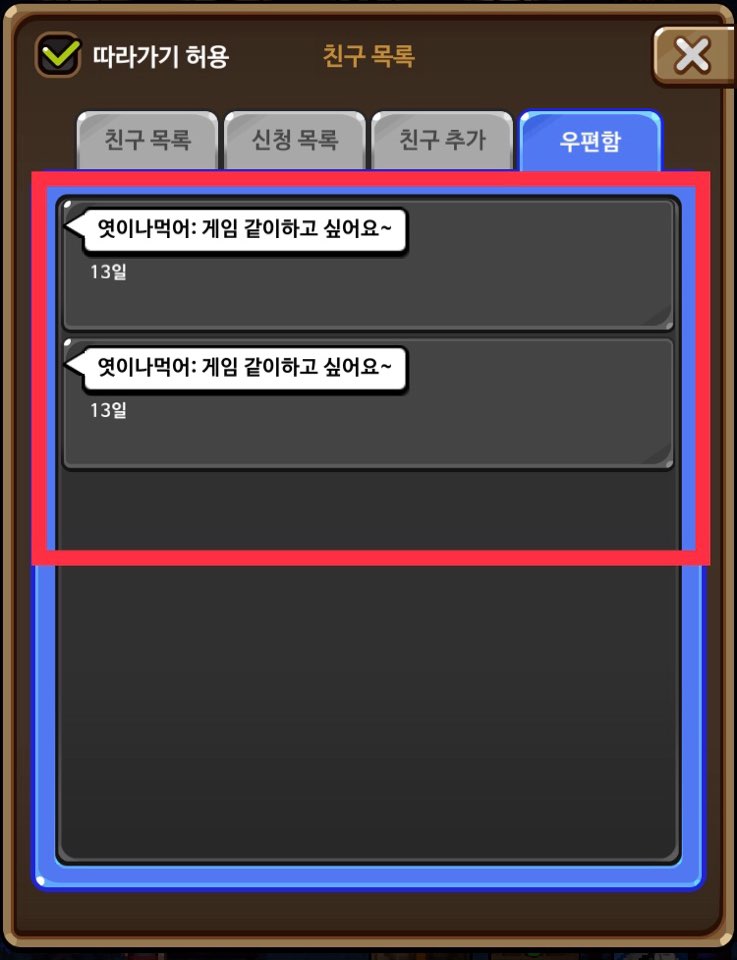 따라가기 허용
친구 목록
친구 목록
신청 목록
친구 추가
우편함
엿이나먹어: 게임 같이하고 싶어요~
13일
엿이나먹어: 게임 같이하고 싶어요~
13일